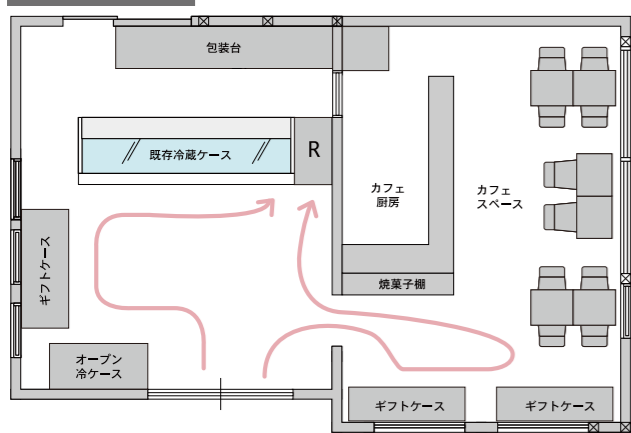 包装台
既存冷蔵ケース
R
カフェ
厨房
カフェ
スペース
ギフトケース
焼菓子棚
オープン
冷ケース
ギフトケース
ギフトケース